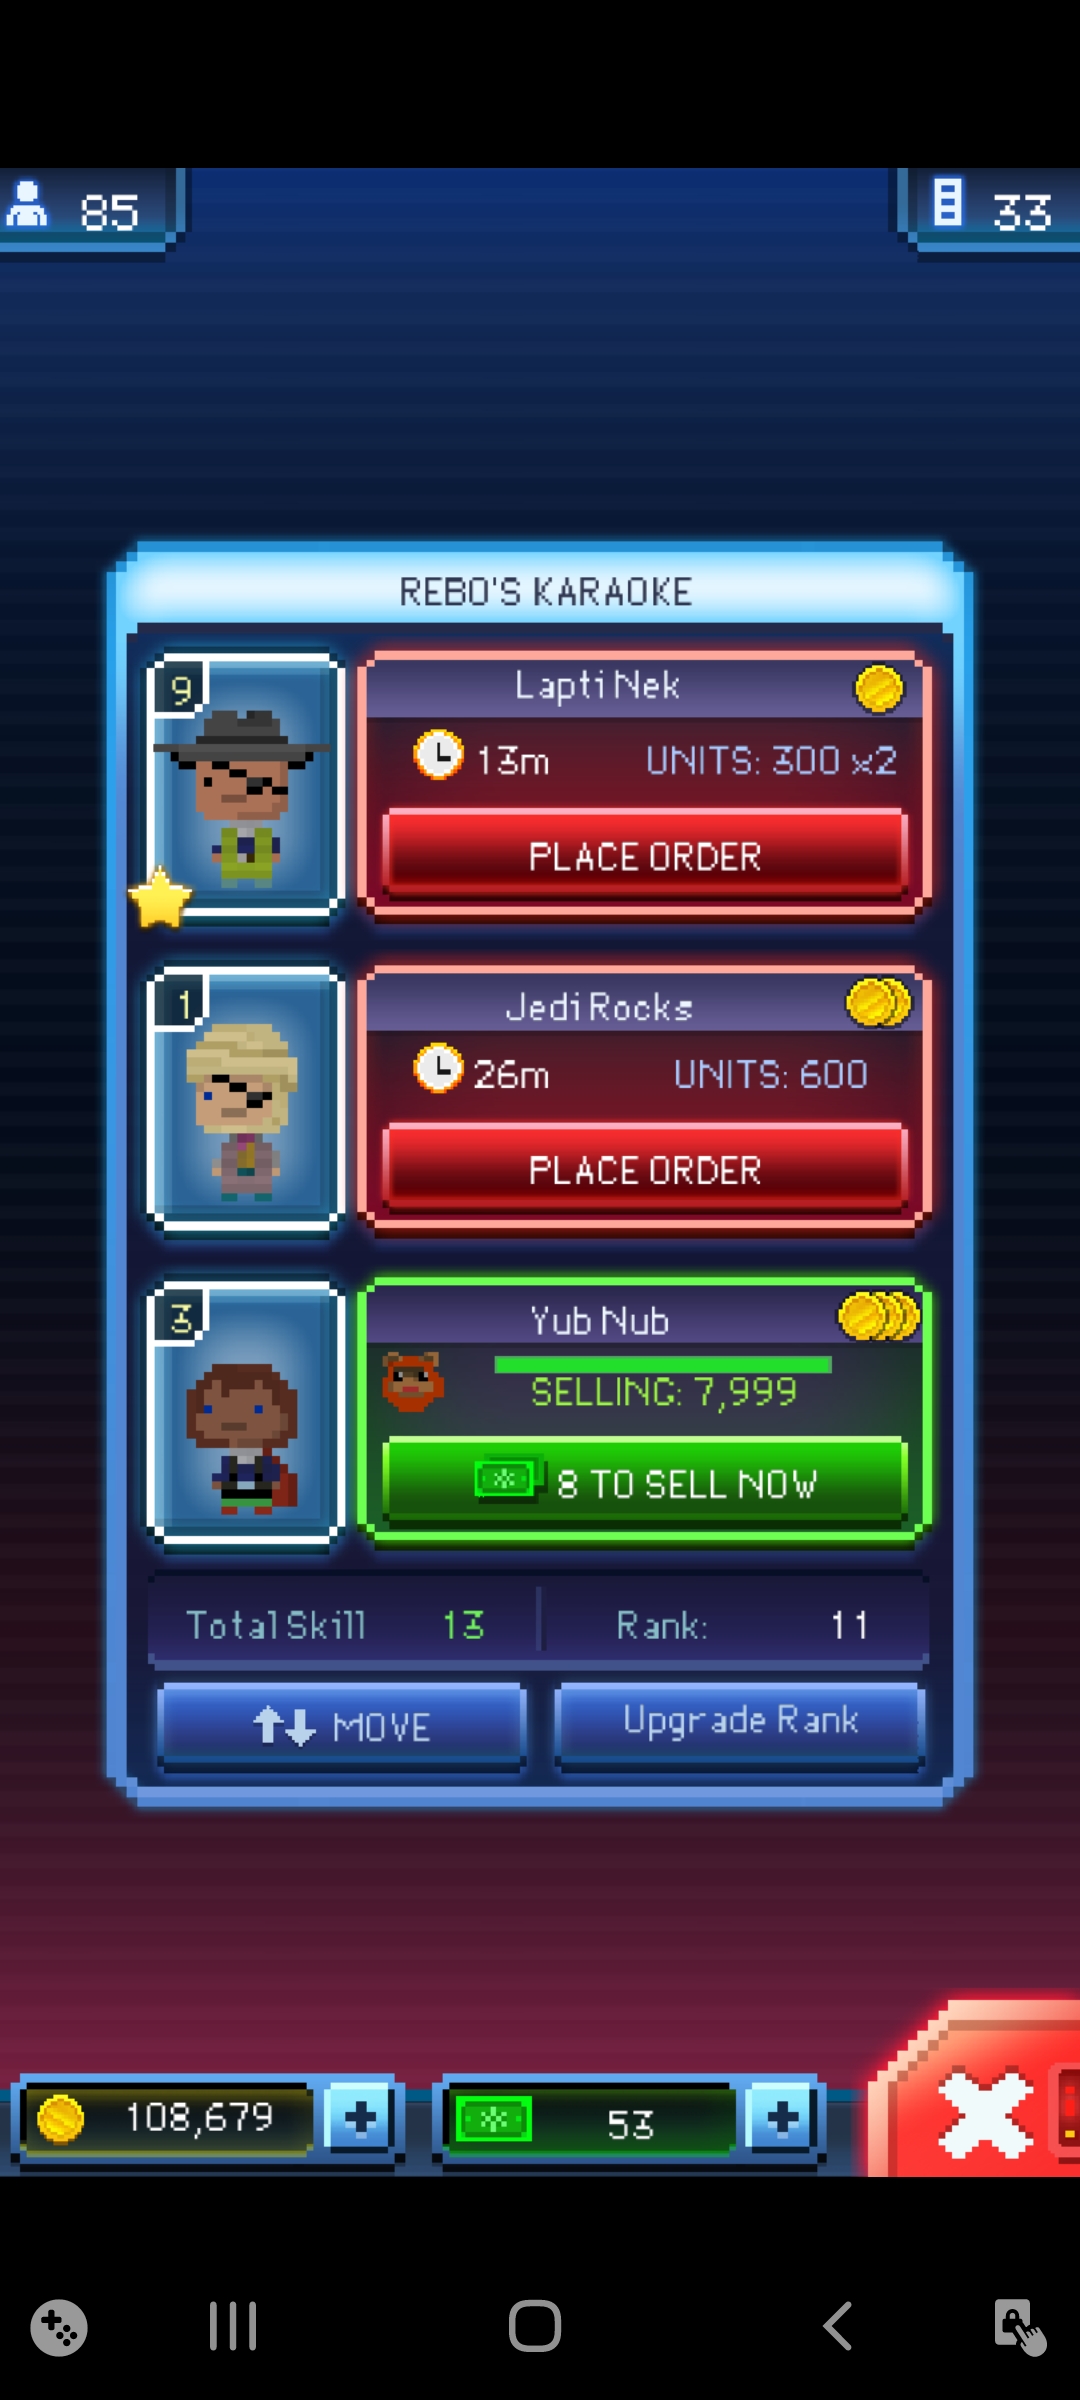 85
33
REBO'S KARAOKE
9
Lapti Nek
13m UNITS: 300 x2
PLACE ORDER
1
Jedi Rocks
26m UNITS: 600
PLACE ORDER
3
Yub Nub
SELLING: 7,999
8 TO SELL NOW
Total Skill 13 Rank: 11
MOVE Upgrade Rank
108,679 53